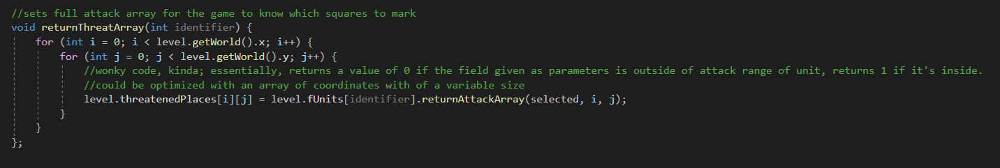 //sets full attack array for the game to know which squares to mark
void returnThreatArray(int identifier) {
for (int i = 0; i < level.getWorld().x; i++) {
for (int j = 0; j < level.getWorld().y; j++) {
//wonky code, kinda; essentially, returns a value of 0 if the field given as parameters is outside of attack range of unit, returns 1 if it's inside.
//could be optimized with an array of coordinates with of a variable size
level.threatenedPlaces[i][j] = level.fUnits[identifier].returnAttackArray(selected, i, j);
}
}
};